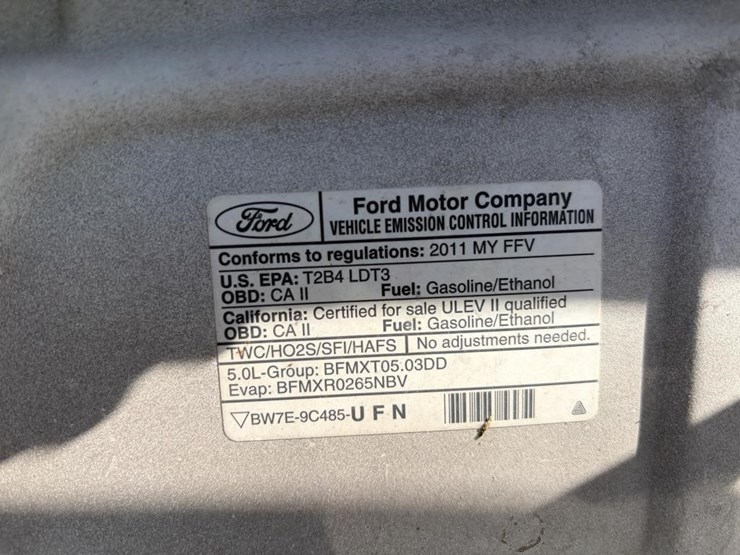 Ford
Ford Motor Company
VEHICLE EMISSION CONTROL INFORMATION
Conforms to regulations: 2011 MY FFV
U.S. EPA: T2B4 LDT3
OBD: CA II Fuel: Gasoline/Ethanol
California: Certified for sale ULEV II qualified
OBD: CA II Fuel: Gasoline/Ethanol
TWC/HO2S/SFI/HAFS No adjustments needed.
5.0L-Group: BFMXT05.03DD
Evap: BFMXR0265NBV
BW7E-9C485-U F N